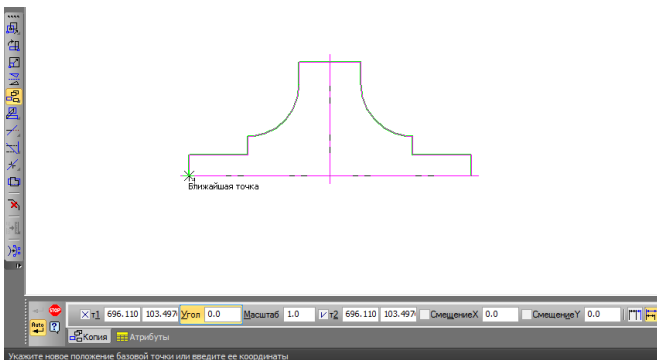 Ближайшая точка
STOP
т1 696.110 103.497 Угол 0.0 Масштаб 1.0 т2 696.110 103.497 СмещениеX 0.0 СмещениеY 0.0
Auto
Копия Атрибуты
Укажите новое положение базовой точки или введите ее координаты